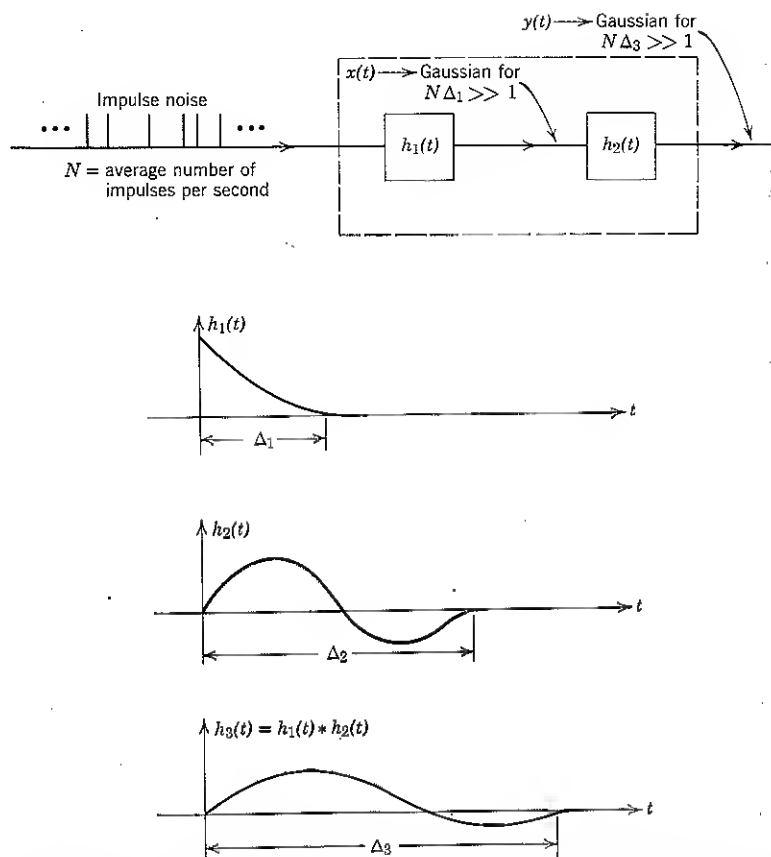 y(t) → Gaussian for
NΔ₃ >> 1
x(t) → Gaussian for
NΔ₁ >> 1
Impulse noise
••• •••
N = average number of
impulses per second
h₁(t)
h₂(t)
h₁(t)
t
Δ₁
h₂(t)
t
Δ₂
h₃(t) = h₁(t) * h₂(t)
t
Δ₃